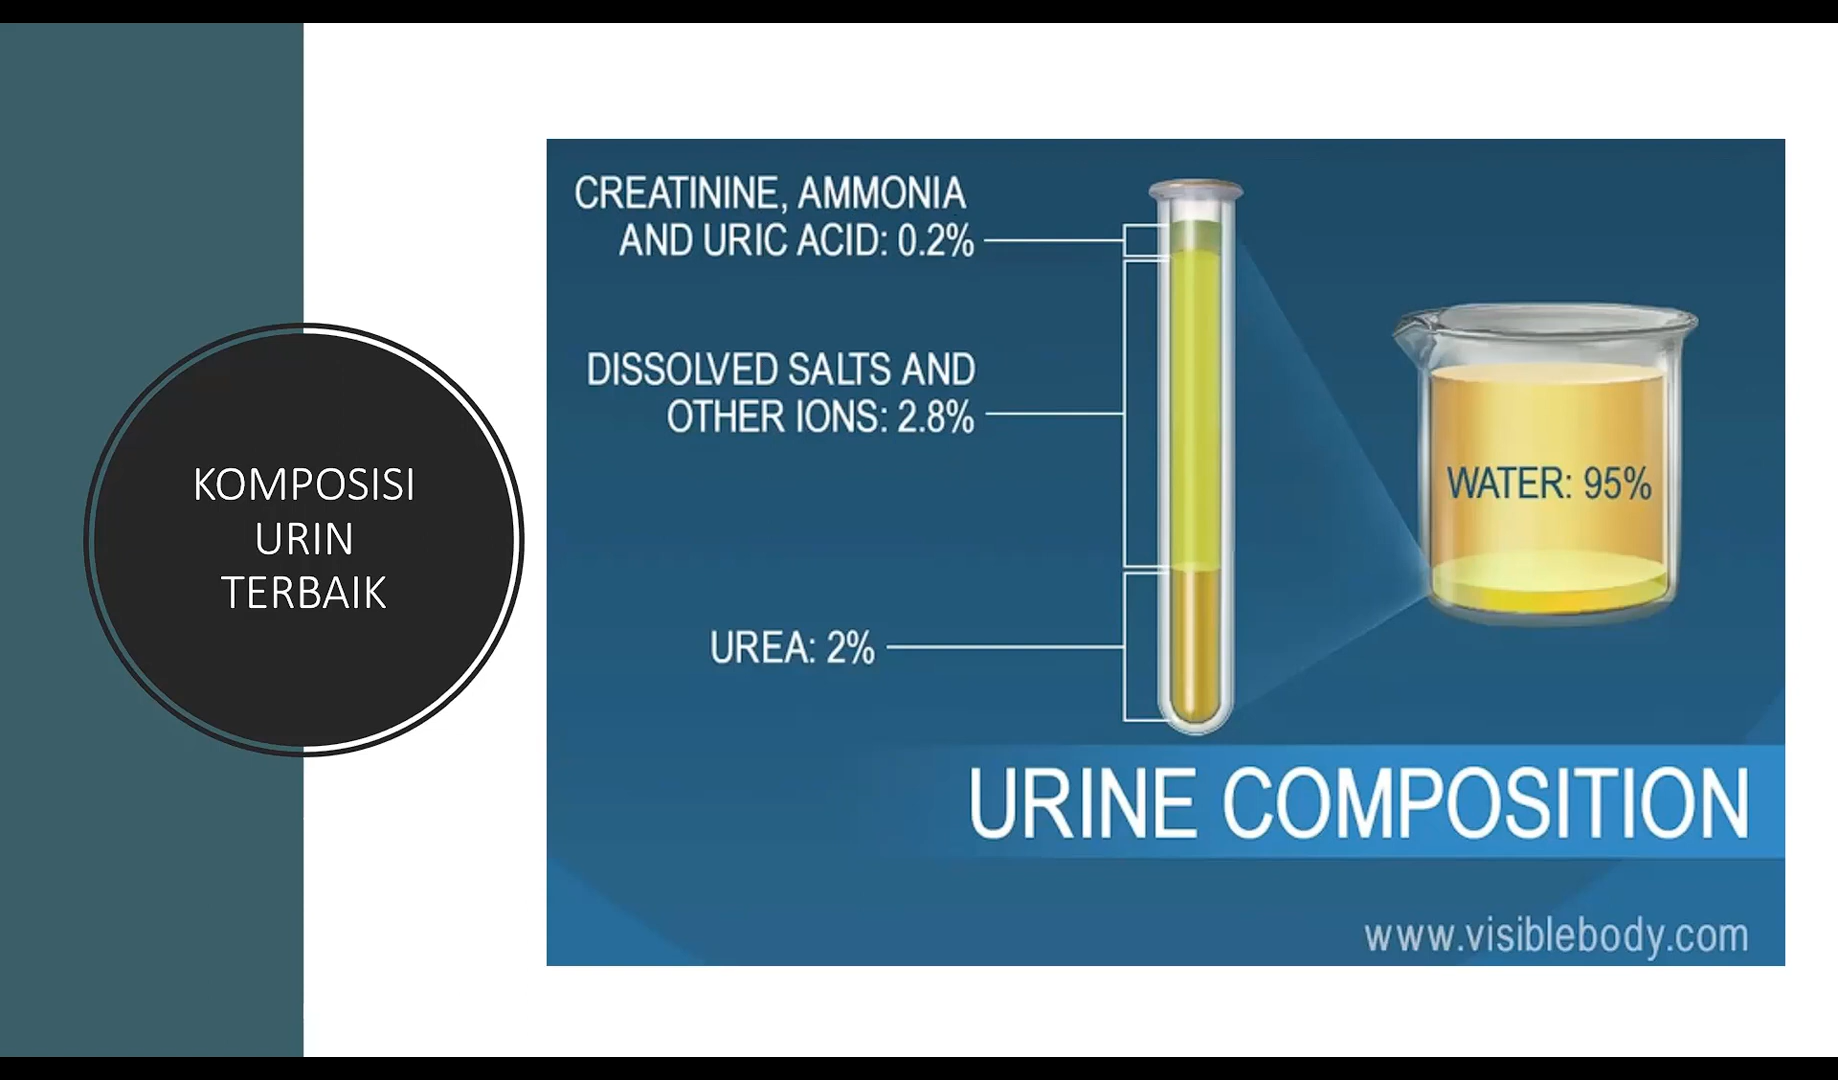 KOMPOSISI
URIN
TERBAIK
CREATININE, AMMONIA
AND URIC ACID: 0.2%
DISSOLVED SALTS AND
OTHER IONS: 2.8%
UREA: 2%
WATER: 95%
URINE COMPOSITION
www.visiblebody.com